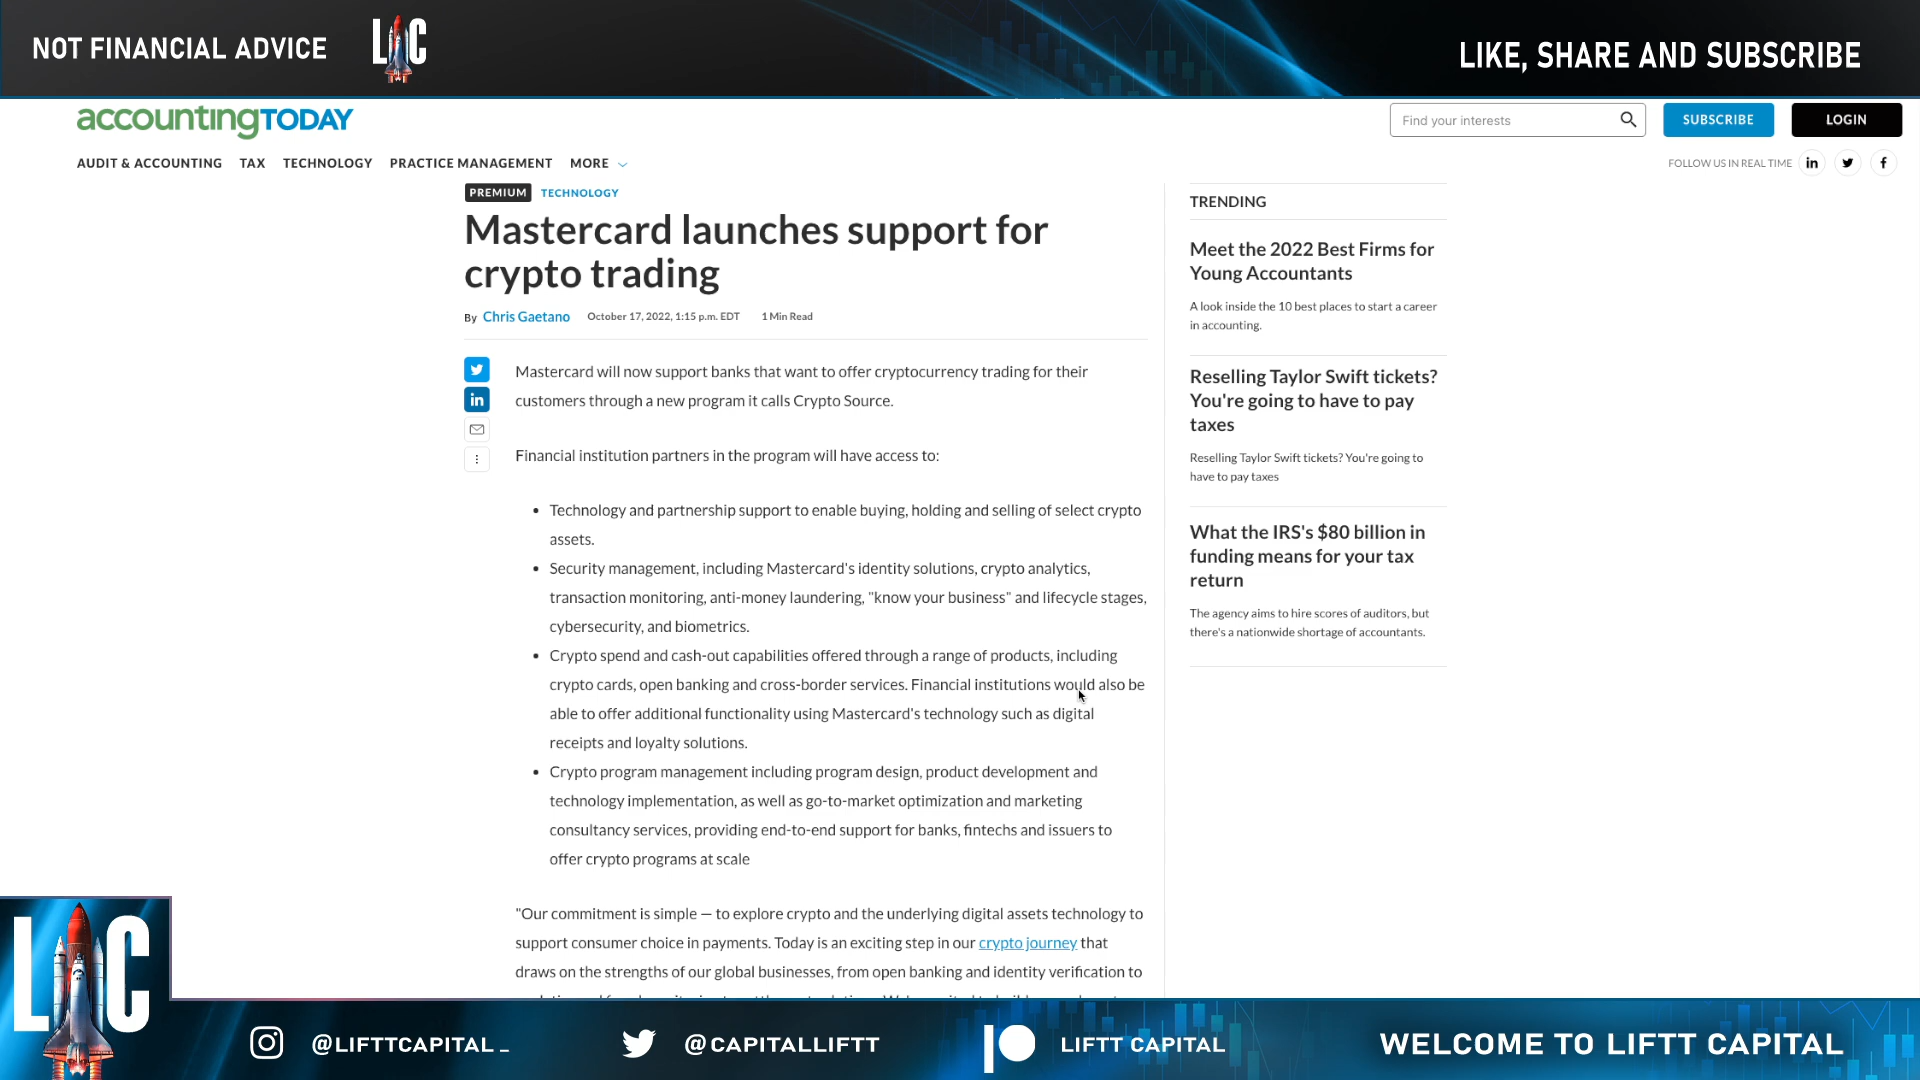 NOT FINANCIAL ADVICE
LC
LIKE, SHARE AND SUBSCRIBE
accountingTODAY
Find your interests
SUBSCRIBE
LOGIN
AUDIT & ACCOUNTING TAX TECHNOLOGY PRACTICE MANAGEMENT MORE
FOLLOW US IN REAL TIME
PREMIUM TECHNOLOGY
Mastercard launches support for
crypto trading
By Chris Gaetano October 17, 2022, 1:15 p.m. EDT 1 Min Read
Mastercard will now support banks that want to offer cryptocurrency trading for their
customers through a new program it calls Crypto Source.
Financial institution partners in the program will have access to:
• Technology and partnership support to enable buying, holding and selling of select crypto
assets.
• Security management, including Mastercard's identity solutions, crypto analytics,
transaction monitoring, anti-money laundering, "know your business" and lifecycle stages,
cybersecurity, and biometrics.
• Crypto spend and cash-out capabilities offered through a range of products, including
crypto cards, open banking and cross-border services. Financial institutions would also be
able to offer additional functionality using Mastercard's technology such as digital
receipts and loyalty solutions.
• Crypto program management including program design, product development and
technology implementation, as well as go-to-market optimization and marketing
consultancy services, providing end-to-end support for banks, fintechs and issuers to
offer crypto programs at scale
"Our commitment is simple — to explore crypto and the underlying digital assets technology to
support consumer choice in payments. Today is an exciting step in our crypto journey that
draws on the strengths of our global businesses, from open banking and identity verification to
TRENDING
Meet the 2022 Best Firms for
Young Accountants
A look inside the 10 best places to start a career
in accounting.
Reselling Taylor Swift tickets?
You're going to have to pay
taxes
Reselling Taylor Swift tickets? You're going to
have to pay taxes
What the IRS's $80 billion in
funding means for your tax
return
The agency aims to hire scores of auditors, but
there's a nationwide shortage of accountants.
LC
@LIFTTCAPITAL_
@CAPITALLIFTT
LIFTT CAPITAL
WELCOME TO LIFTT CAPITAL